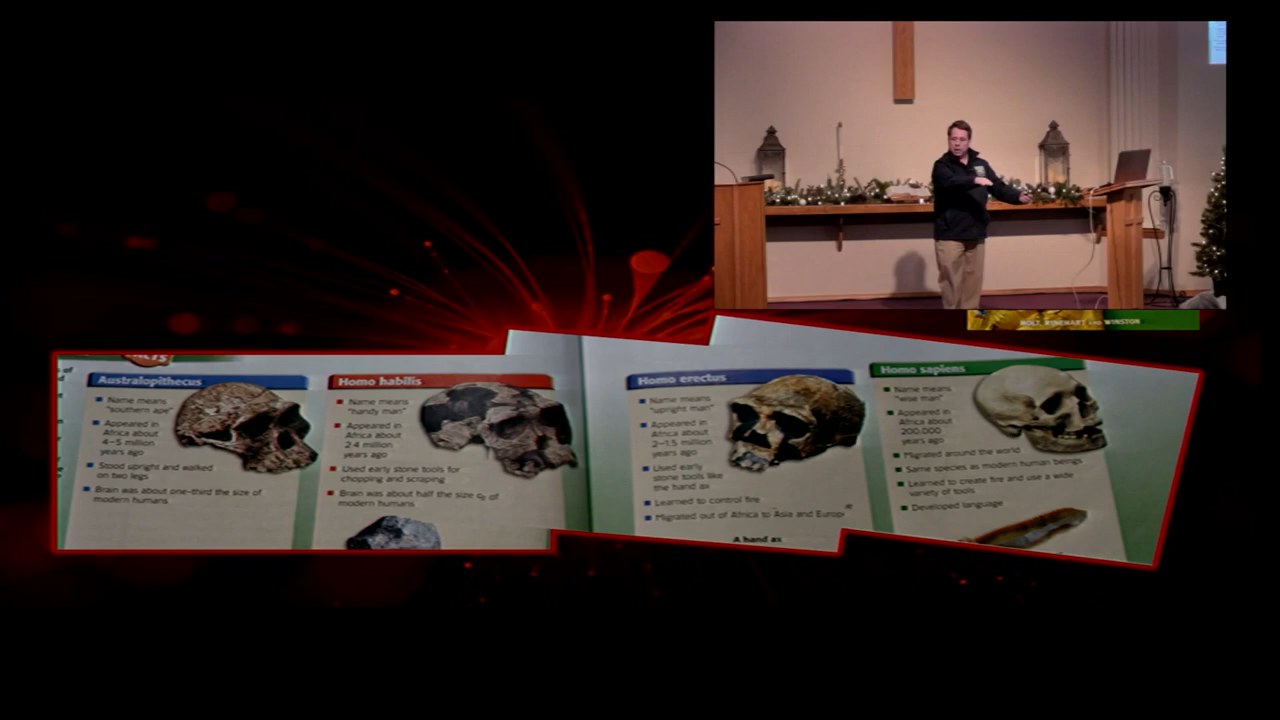 HOLT, RINEHART AND WINSTON
FACTS
of
d
Australopithecus
Name means
"southern ape"
Appeared in
Africa about
4–5 million
years ago
Stood upright and walked
on two legs
Brain was about one-third the size of
modern humans
Homo habilis
Name means
"handy man"
Appeared in
Africa about
2.4 million
years ago
Used early stone tools for
chopping and scraping
Brain was about half the size of
modern humans
Homo erectus
Name means
"upright man"
Appeared in
Africa about
2–1.5 million
years ago
Used early
stone tools like
the hand ax
Learned to control fire
Migrated out of Africa to Asia and Europ
A hand ax
Homo sapiens
Name means
"wise man"
Appeared in
Africa about
200,000
years ago
Migrated around the world
Same species as modern human beings
Learned to create fire and use a wide
variety of tools
Developed language